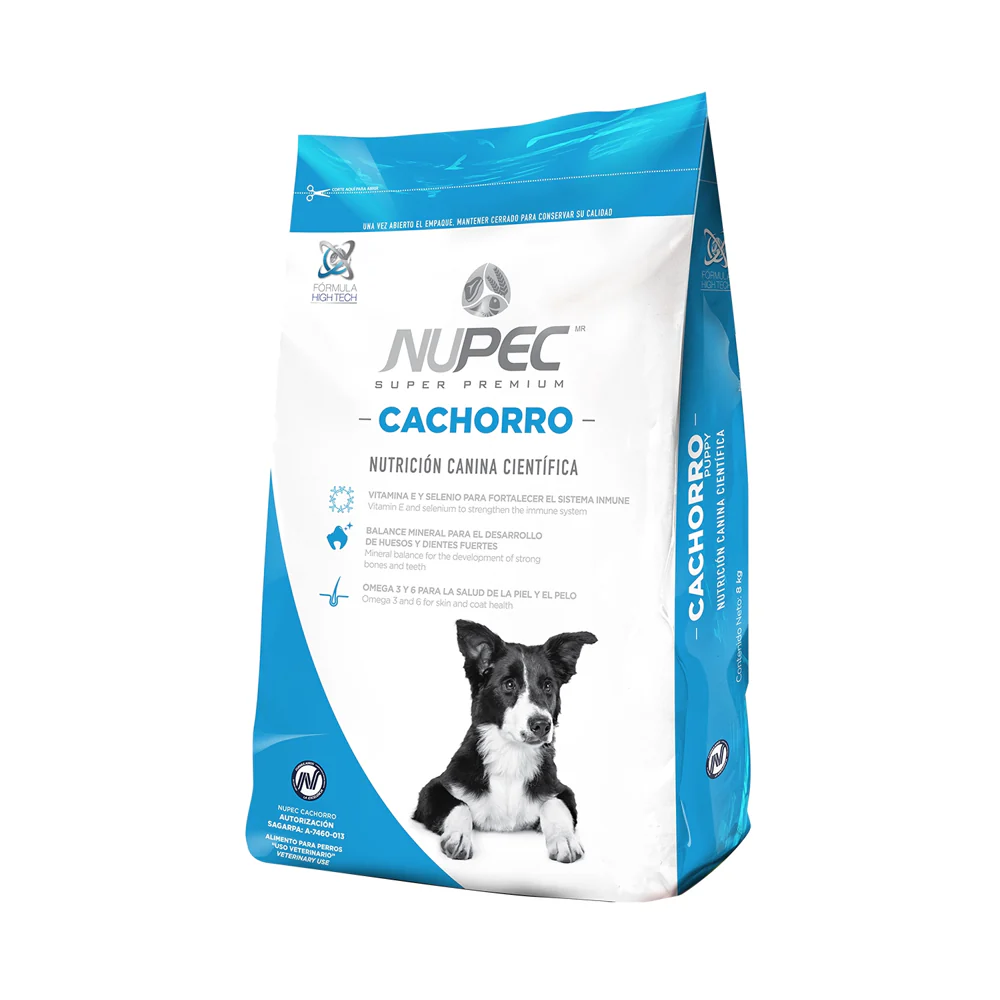 CORTE AQUÍ PARA ABRIR
UNA VEZ ABIERTO EL EMPAQUE, MANTENER CERRADO PARA CONSERVAR SU CALIDAD
FÓRMULA
HIGH TECH
NUPEC MR
SUPER PREMIUM
- CACHORRO -
NUTRICIÓN CANINA CIENTÍFICA
VITAMINA E Y SELENIO PARA FORTALECER EL SISTEMA INMUNE
Vitamin E and selenium to strengthen the immune system
BALANCE MINERAL PARA EL DESARROLLO
DE HUESOS Y DIENTES FUERTES
Mineral balance for the development of strong
bones and teeth
OMEGA 3 Y 6 PARA LA SALUD DE LA PIEL Y EL PELO
Omega 3 and 6 for skin and coat health
NUPEC CACHORRO
AUTORIZACIÓN
SAGARPA: A-7460-013
ALIMENTO PARA PERROS
"USO VETERINARIO"
VETERINARY USE
FÓRMULA
HIGH TECH
- CACHORRO -
PUPPY
NUTRICIÓN CANINA CIENTÍFICA
Contenido Neto: 8 kg